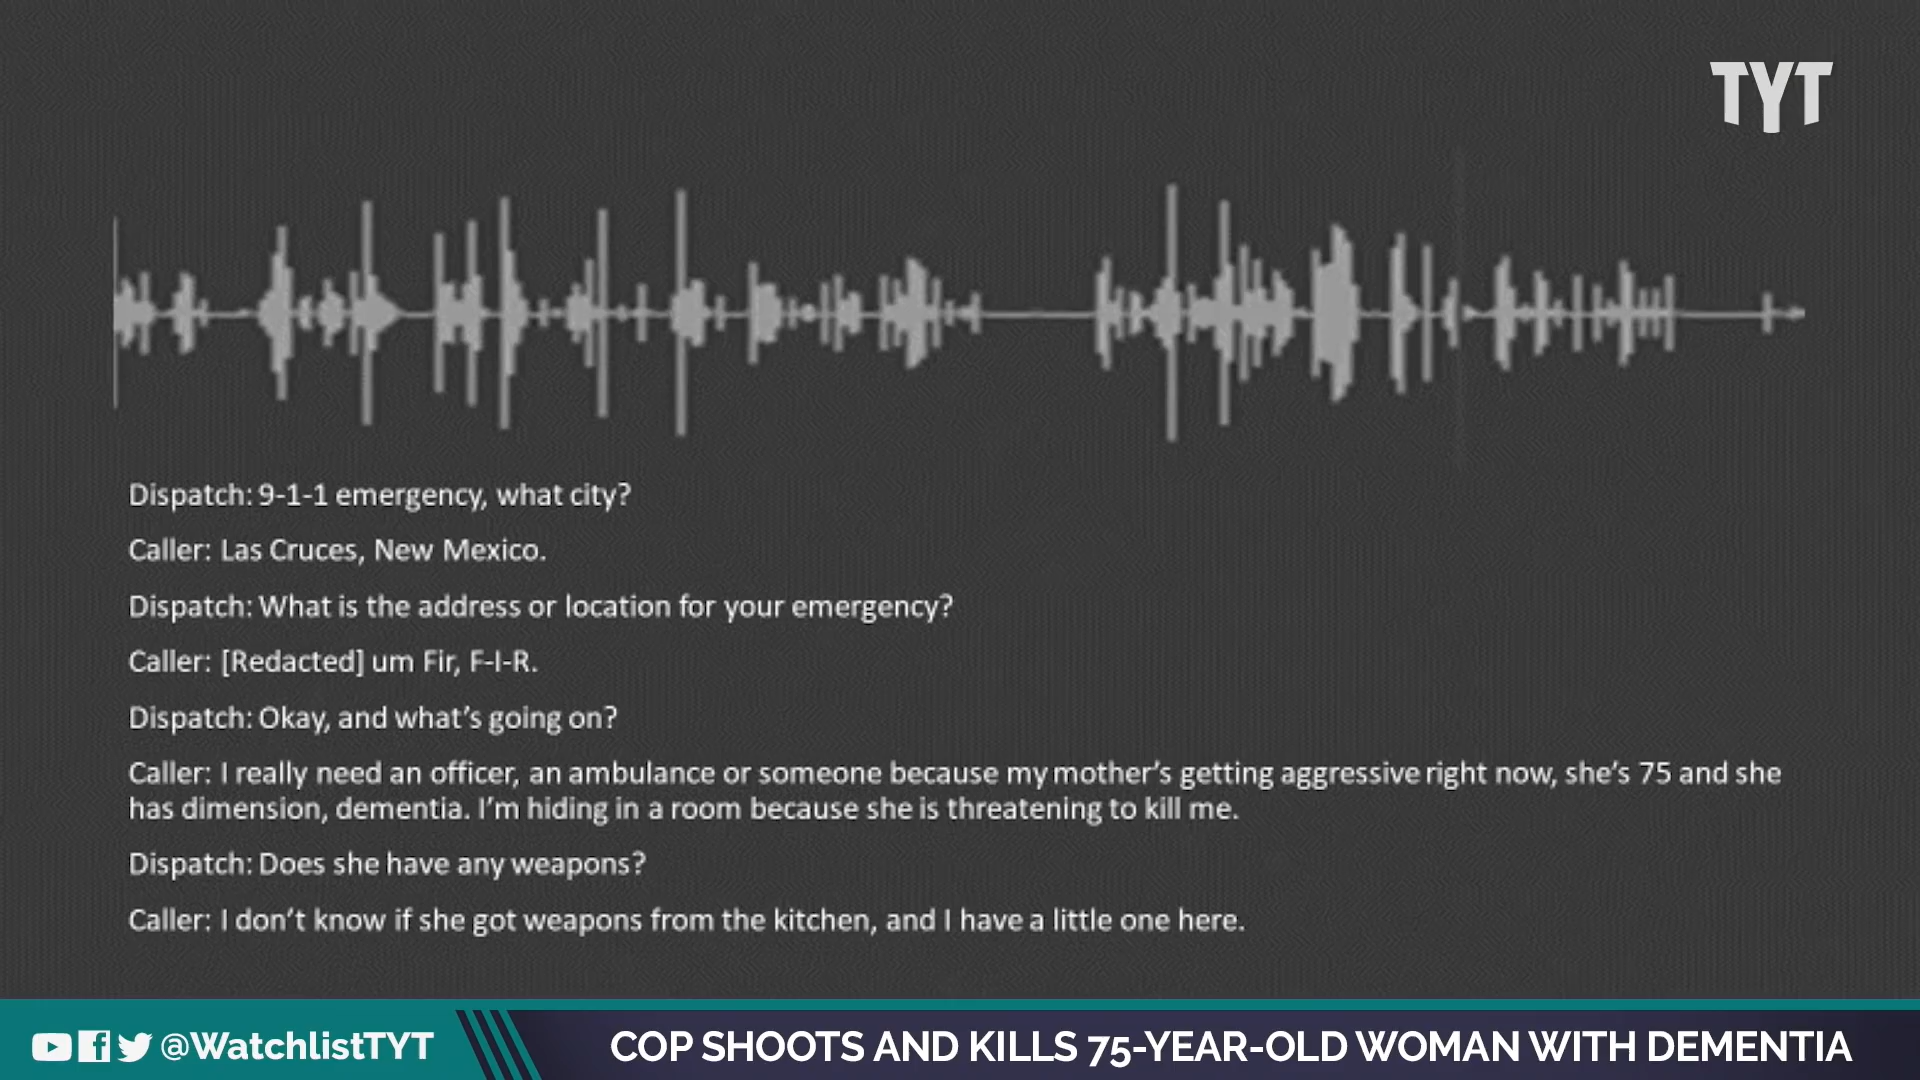 TYT
Dispatch: 9-1-1 emergency, what city?
Caller: Las Cruces, New Mexico.
Dispatch: What is the address or location for your emergency?
Caller: [Redacted] um Fir, F-I-R.
Dispatch: Okay, and what's going on?
Caller: I really need an officer, an ambulance or someone because my mother's getting aggressive right now, she's 75 and she
has dimension, dementia. I'm hiding in a room because she is threatening to kill me.
Dispatch: Does she have any weapons?
Caller: I don't know if she got weapons from the kitchen, and I have a little one here.
@WatchlistTYT
COP SHOOTS AND KILLS 75-YEAR-OLD WOMAN WITH DEMENTIA